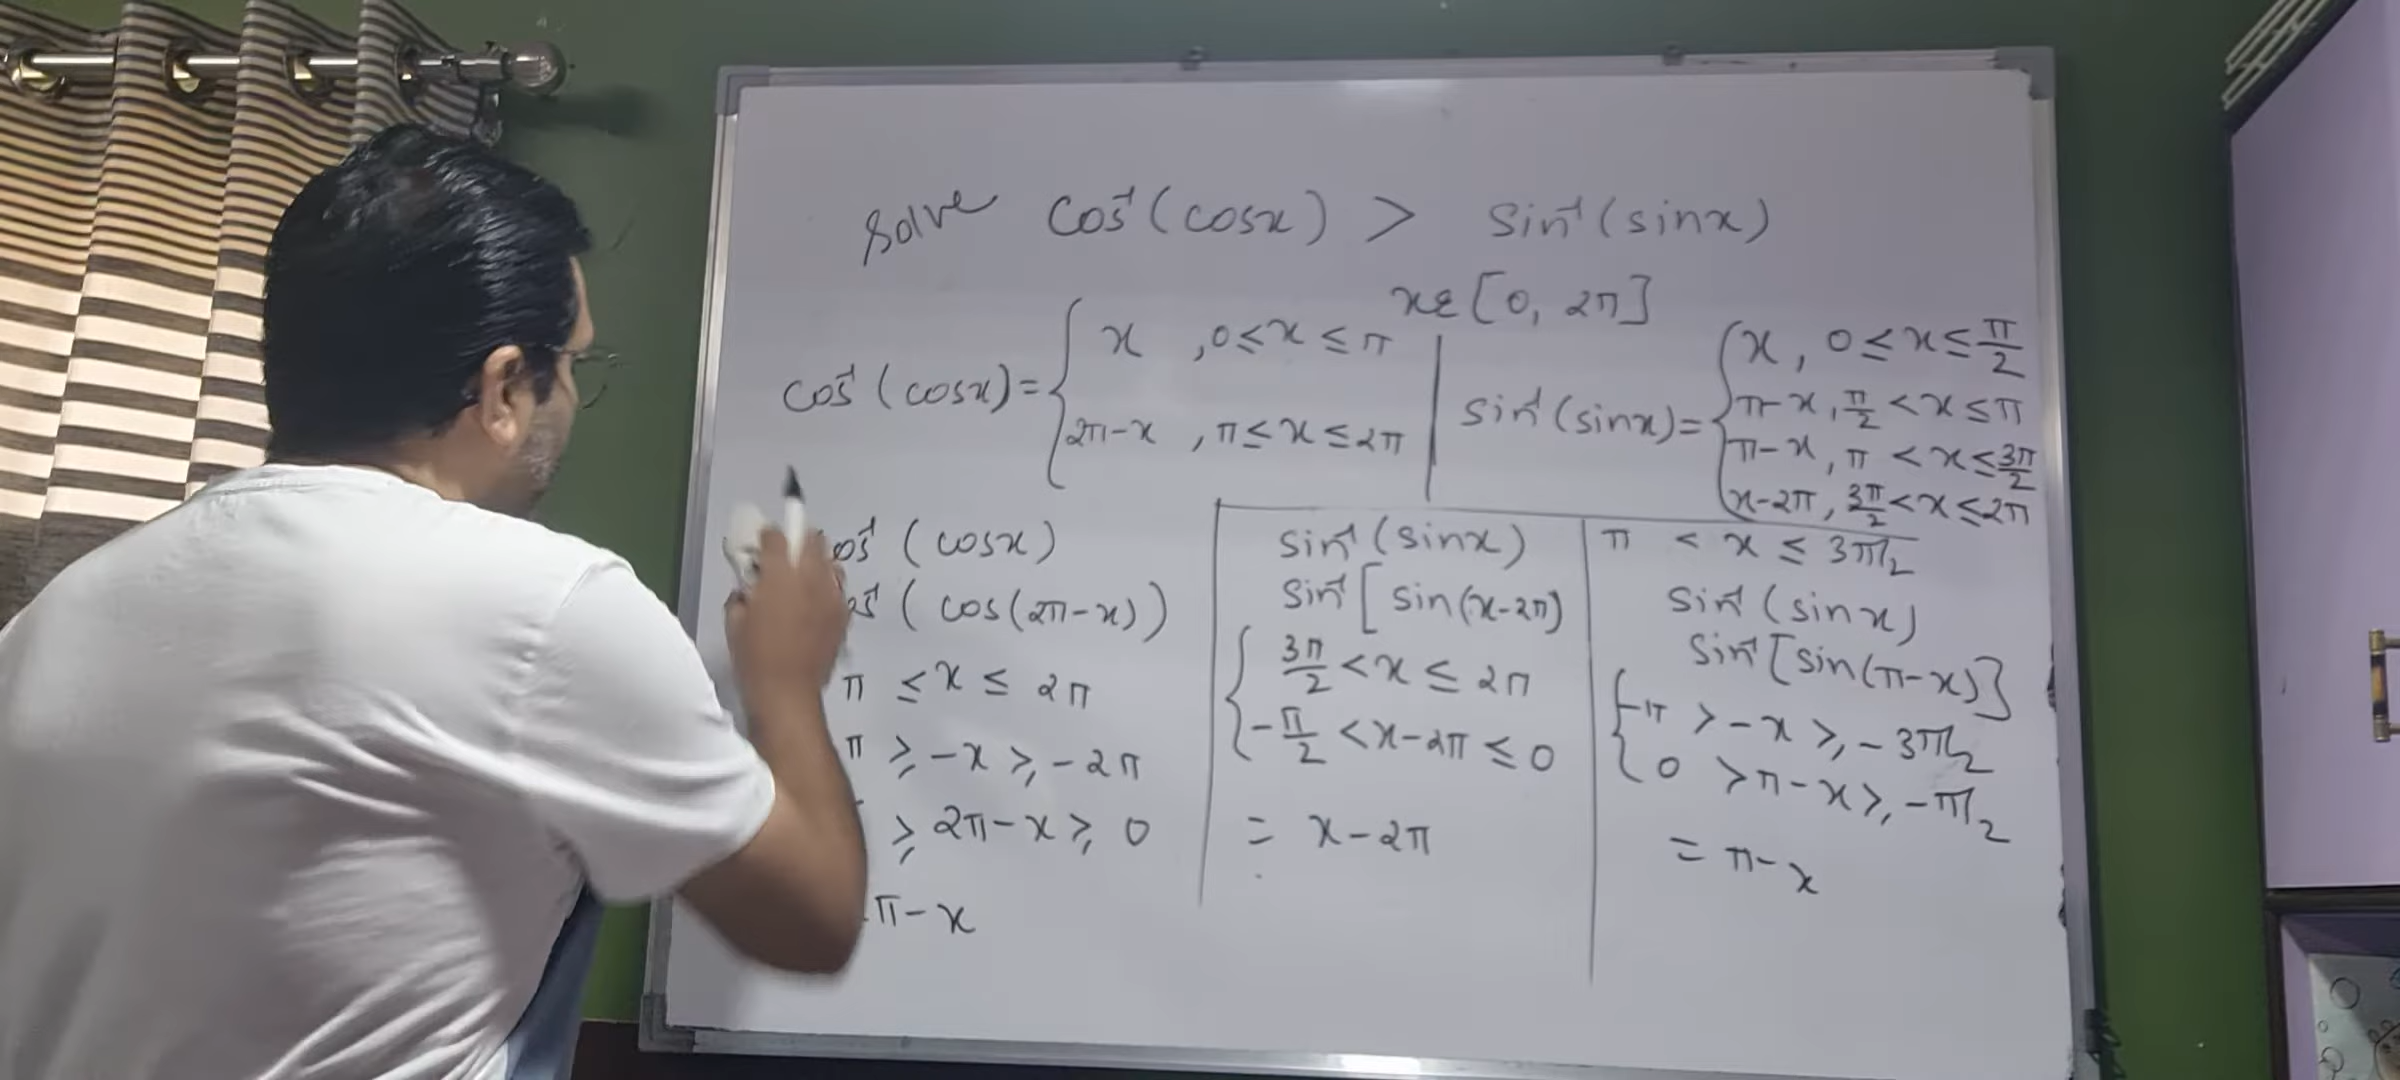 Solve cos⁻¹(cosx) > sin⁻¹(sinx)
x ε [0, 2π]
cos⁻¹(cosx) = { x , 0 ≤ x ≤ π
2π-x , π ≤ x ≤ 2π
sin⁻¹(sinx) = { x , 0 ≤ x ≤ π/2
π-x , π/2 < x ≤ π
π-x , π < x ≤ 3π/2
x-2π , 3π/2 < x ≤ 2π
os⁻¹ (cosx)
os⁻¹ (cos(2π-x))
π ≤ x ≤ 2π
π ≥ -x ≥ -2π
≥ 2π-x ≥ 0
π-x
sin⁻¹(sinx)
sin⁻¹[sin(x-2π)
{ 3π/2 < x ≤ 2π
-π/2 < x-2π ≤ 0
= x-2π
π < x ≤ 3π/2
sin⁻¹(sinx)
sin⁻¹[sin(π-x)]
{ -π > -x ≥ -3π/2
0 > π-x ≥ -π/2
= π-x